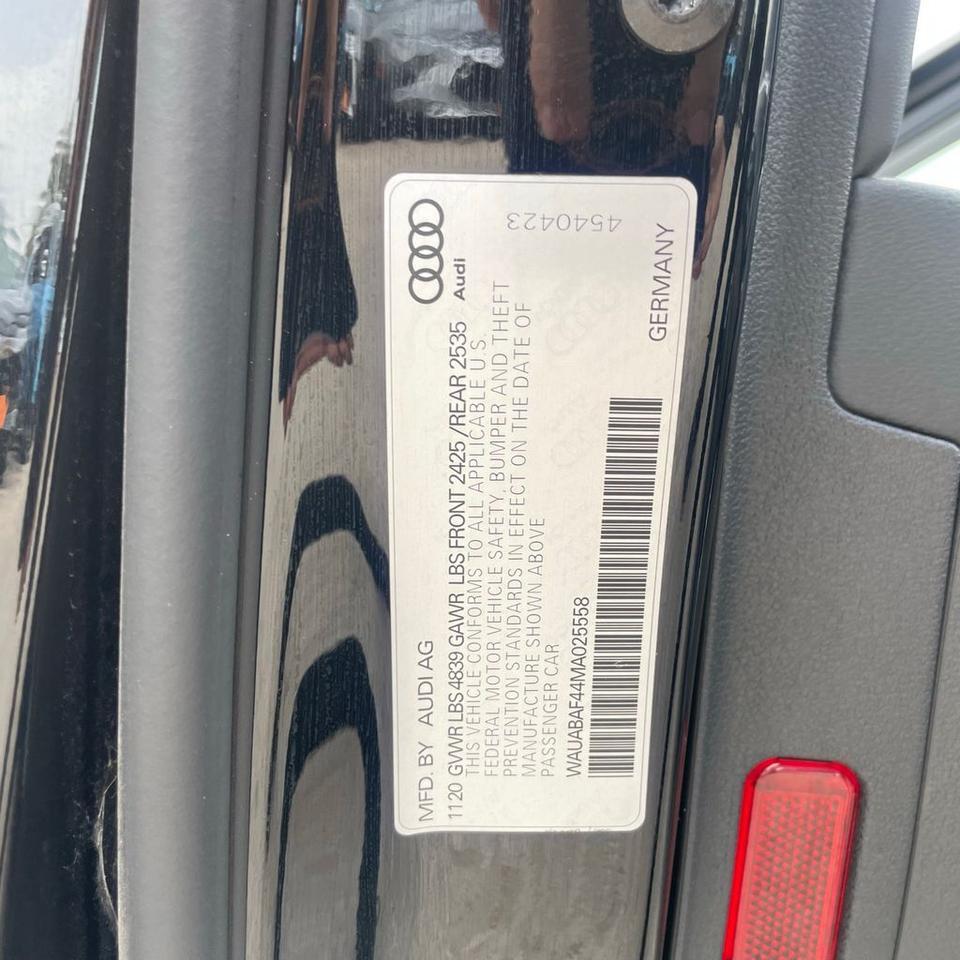 MFD. BY AUDI AG
Audi
1120 GVWR LBS 4839 GAWR LBS FRONT 2425 /REAR 2535
THIS VEHICLE CONFORMS TO ALL APPLICABLE U.S.
FEDERAL MOTOR VEHICLE SAFETY, BUMPER AND THEFT
PREVENTION STANDARDS IN EFFECT ON THE DATE OF
MANUFACTURE SHOWN ABOVE
PASSENGER CAR
WAUABAF44MA025558
GERMANY
4540423